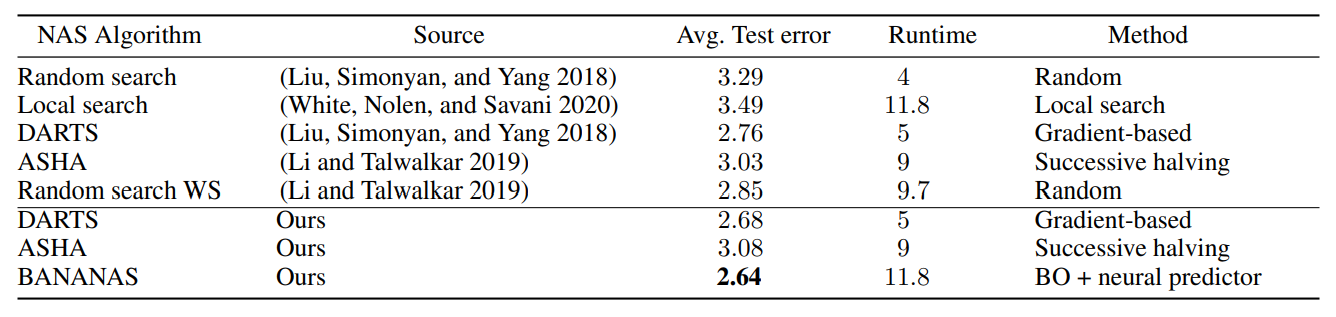 NAS Algorithm Source Avg. Test error Runtime Method
Random search (Liu, Simonyan, and Yang 2018) 3.29 4 Random
Local search (White, Nolen, and Savani 2020) 3.49 11.8 Local search
DARTS (Liu, Simonyan, and Yang 2018) 2.76 5 Gradient-based
ASHA (Li and Talwalkar 2019) 3.03 9 Successive halving
Random search WS (Li and Talwalkar 2019) 2.85 9.7 Random
DARTS Ours 2.68 5 Gradient-based
ASHA Ours 3.08 9 Successive halving
BANANAS Ours 2.64 11.8 BO + neural predictor